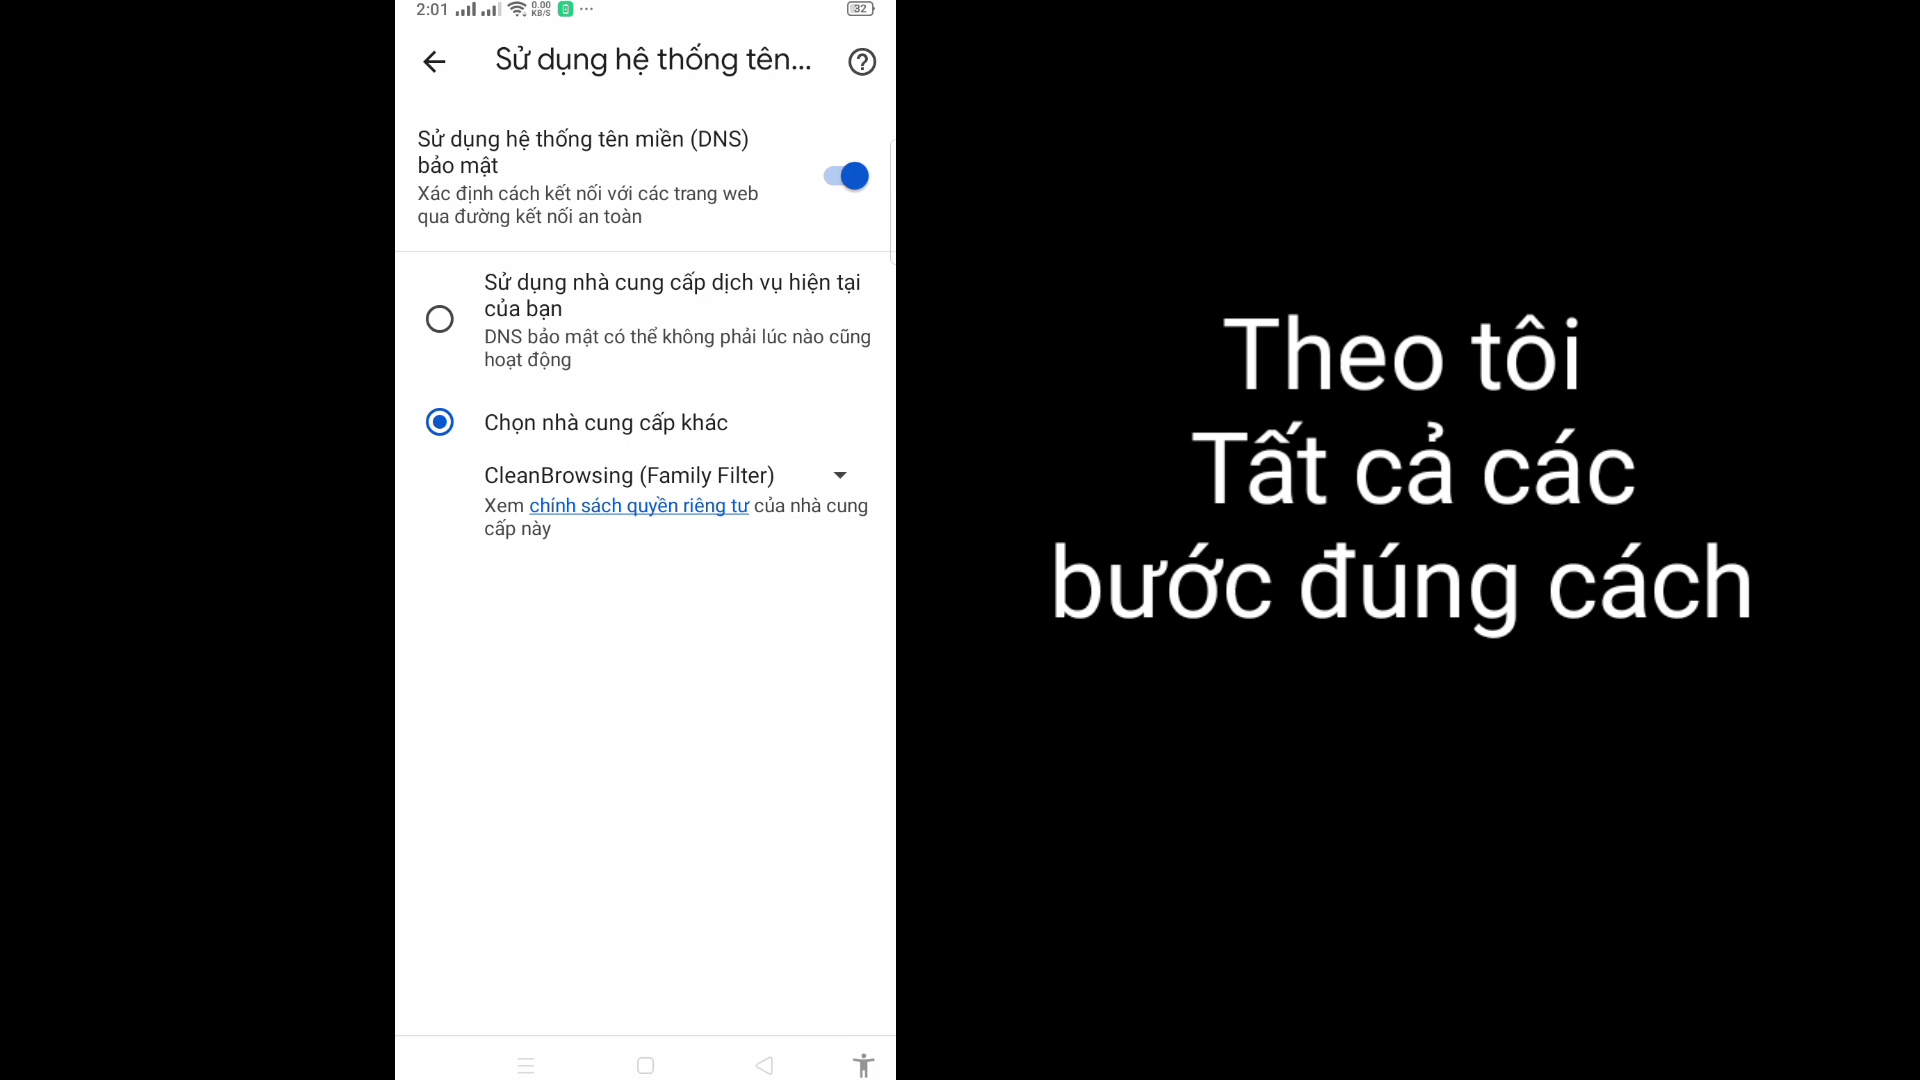 2:01 0.00 KB/S ... 32
Sử dụng hệ thống tên...
Sử dụng hệ thống tên miền (DNS)
bảo mật
Xác định cách kết nối với các trang web
qua đường kết nối an toàn
Sử dụng nhà cung cấp dịch vụ hiện tại
của bạn
DNS bảo mật có thể không phải lúc nào cũng
hoạt động
Chọn nhà cung cấp khác
CleanBrowsing (Family Filter)
Xem chính sách quyền riêng tư của nhà cung
cấp này
Theo tôi
Tất cả các
bước đúng cách